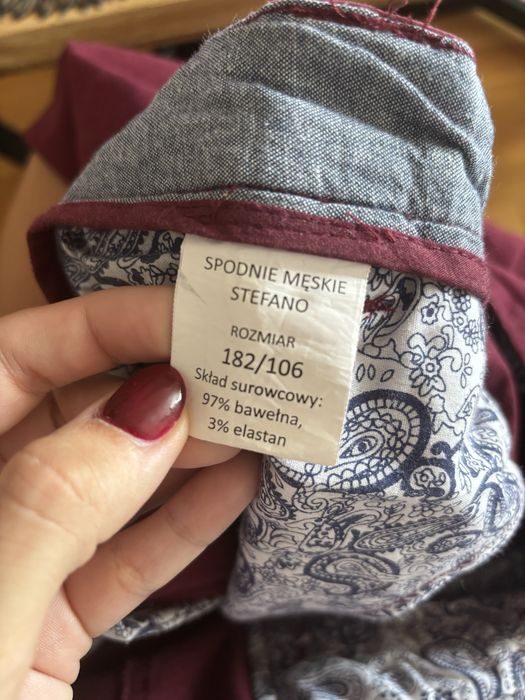 SPODNIE MĘSKIE
STEFANO
ROZMIAR
182/106
Skład surowcowy:
97% bawełna,
3% elastan